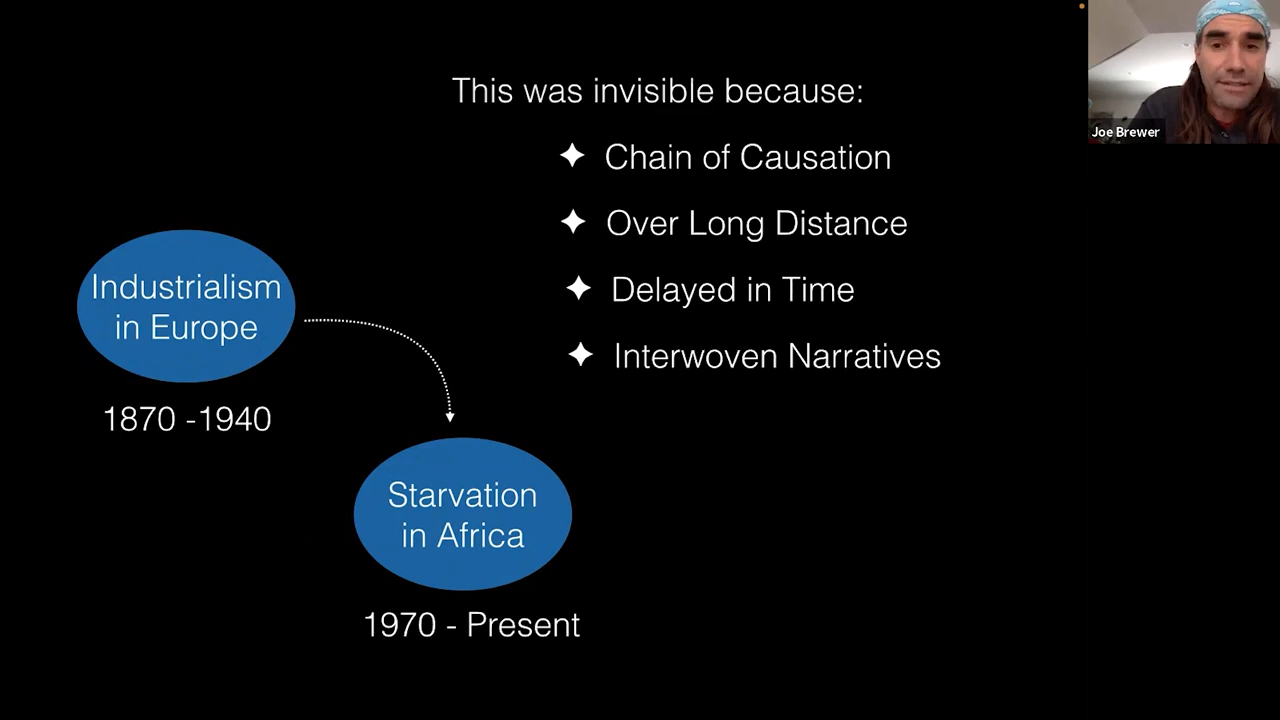 This was invisible because:
✦ Chain of Causation
✦ Over Long Distance
✦ Delayed in Time
✦ Interwoven Narratives
Industrialism
in Europe
1870 -1940
Starvation
in Africa
1970 - Present
Joe Brewer